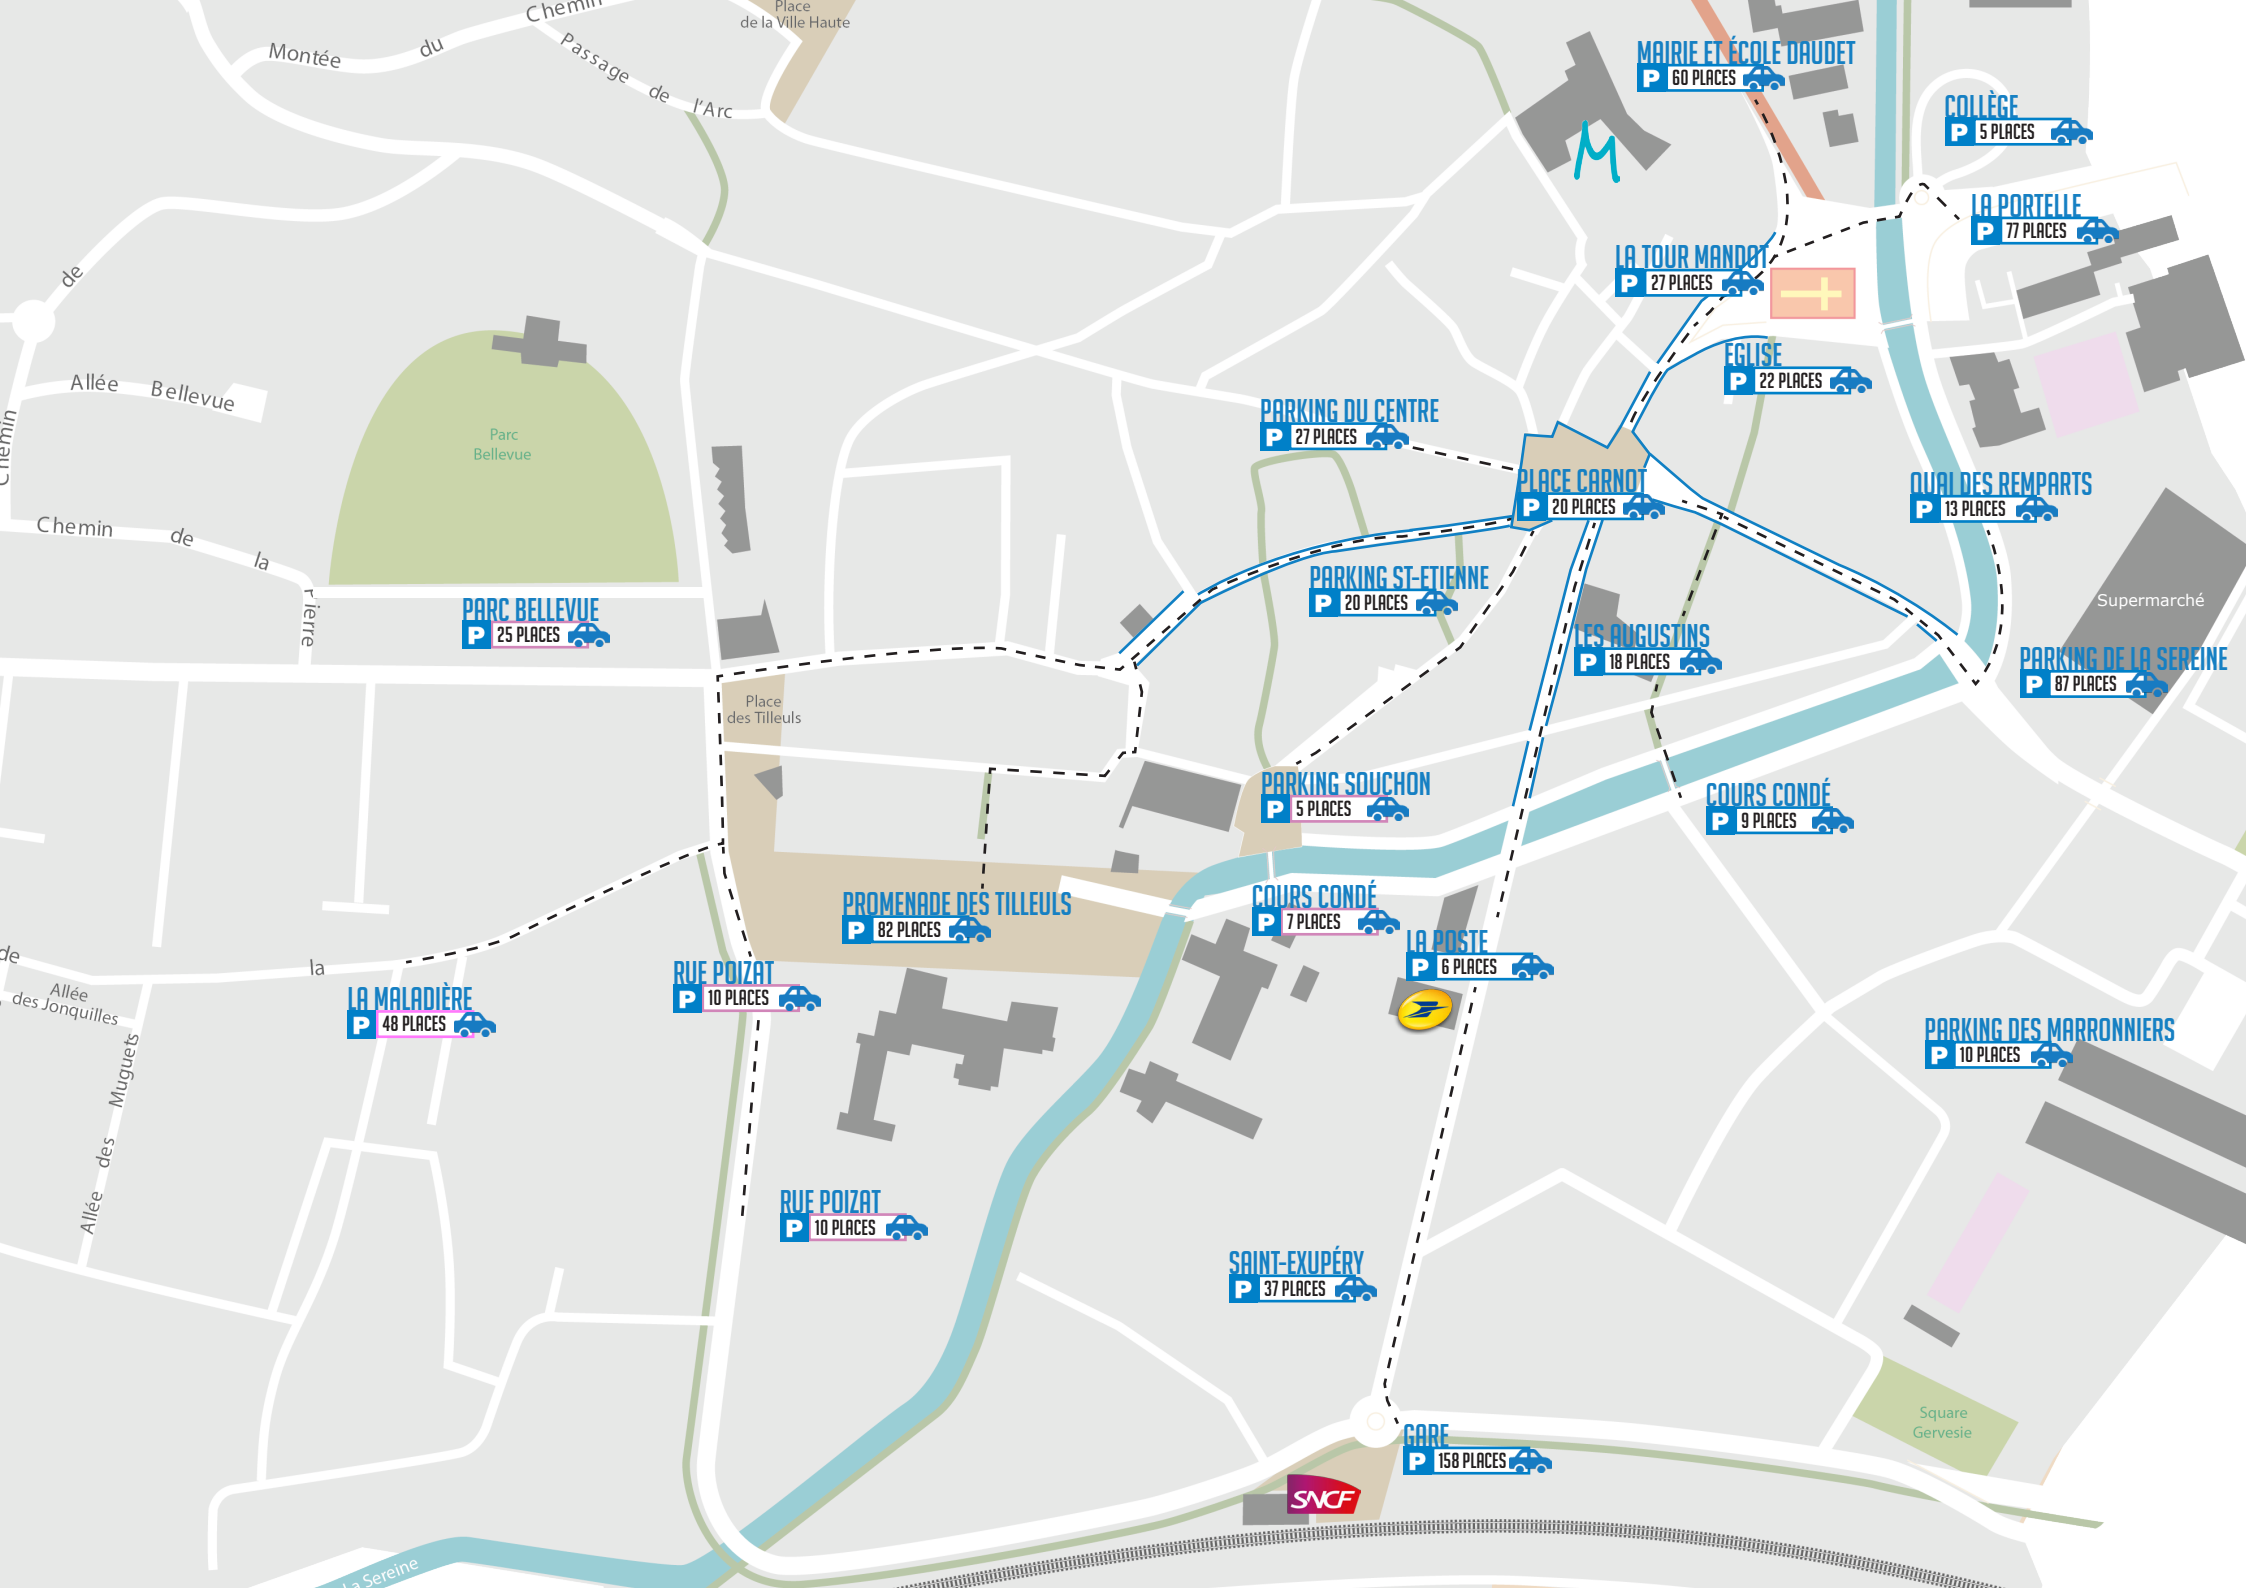 Chemin
Place
de la Ville Haute
Montée
du
Passage
de
l'Arc
MAIRIE ET ÉCOLE DAUDET
P 60 PLACES
COLLÈGE
P 5 PLACES
M
LA PORTELLE
P 77 PLACES
LA TOUR MANDOT
P 27 PLACES
de
EGLISE
P 22 PLACES
Allée Bellevue
Chemin
Parc
Bellevue
PARKING DU CENTRE
P 27 PLACES
PLACE CARNOT
P 20 PLACES
QUAI DES REMPARTS
P 13 PLACES
Chemin
de
la
Pierre
PARC BELLEVUE
P 25 PLACES
PARKING ST-ETIENNE
P 20 PLACES
Supermarché
LES AUGUSTINS
P 18 PLACES
PARKING DE LA SEREINE
P 87 PLACES
Place
des Tilleuls
PARKING SOUCHON
P 5 PLACES
COURS CONDÉ
P 9 PLACES
PROMENADE DES TILLEULS
P 82 PLACES
COURS CONDÉ
P 7 PLACES
LA POSTE
P 6 PLACES
de
la
RUE POIZAT
P 10 PLACES
Allée
des Jonquilles
LA MALADIÈRE
P 48 PLACES
PARKING DES MARRONNIERS
P 10 PLACES
Allée des Muguets
RUE POIZAT
P 10 PLACES
SAINT-EXUPÉRY
P 37 PLACES
Square
Gervesie
GARE
P 158 PLACES
SNCF
La Sereine